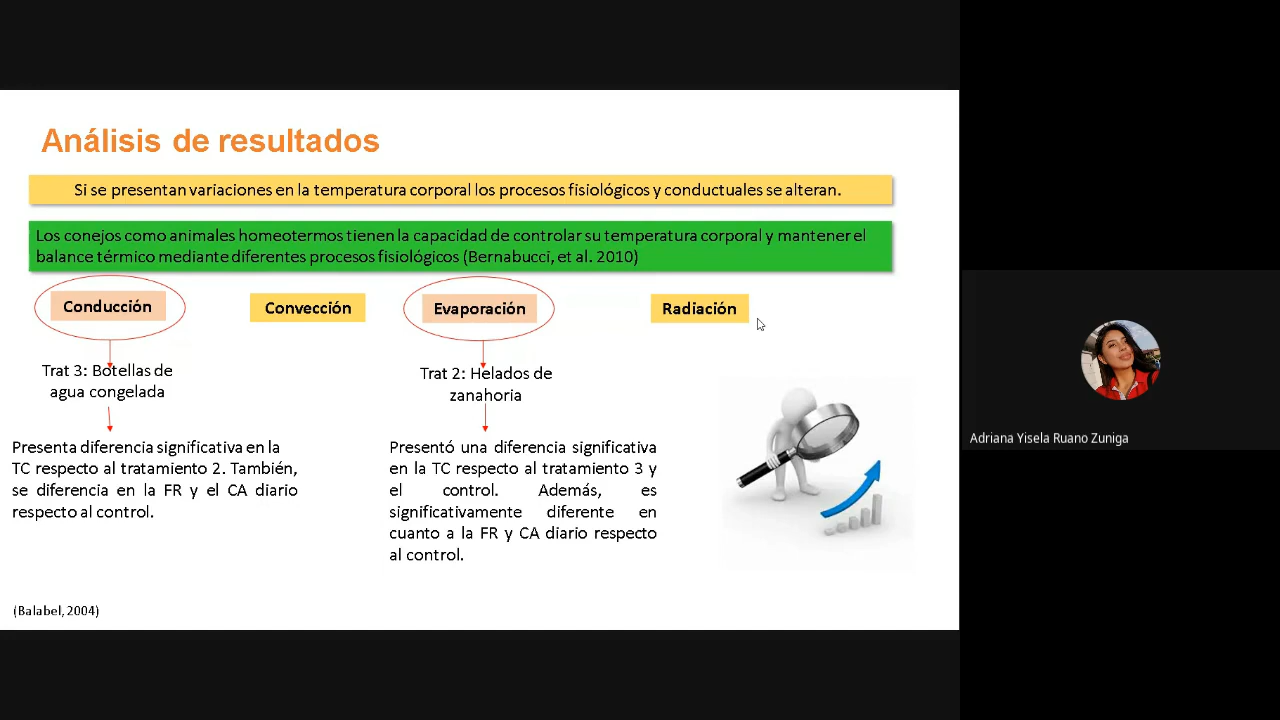 Análisis de resultados
Si se presentan variaciones en la temperatura corporal los procesos fisiológicos y conductuales se alteran.
Los conejos como animales homeotermos tienen la capacidad de controlar su temperatura corporal y mantener el
balance térmico mediante diferentes procesos fisiológicos (Bernabucci, et al. 2010)
Conducción
Convección
Evaporación
Radiación
Trat 3: Botellas de
agua congelada
Trat 2: Helados de
zanahoria
Presenta diferencia significativa en la
TC respecto al tratamiento 2. También,
se diferencia en la FR y el CA diario
respecto al control.
Presentó una diferencia significativa
en la TC respecto al tratamiento 3 y
el control. Además, es
significativamente diferente en
cuanto a la FR y CA diario respecto
al control.
(Balabel, 2004)
Adriana Yisela Ruano Zuniga